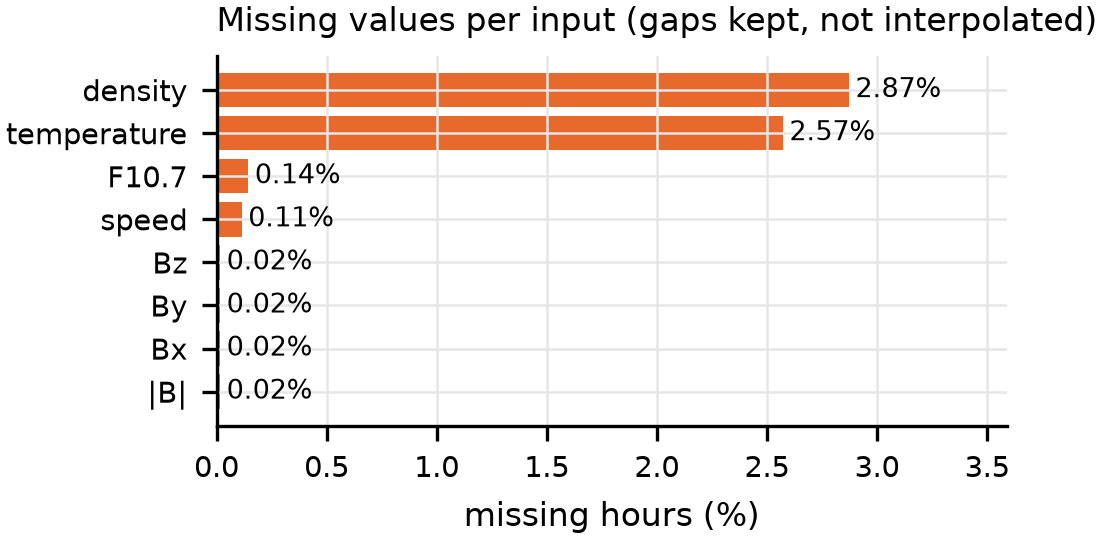 Missing values per input (gaps kept, not interpolated)
density 2.87%
temperature 2.57%
F10.7 0.14%
speed 0.11%
Bz 0.02%
By 0.02%
Bx 0.02%
|B| 0.02%
0.0 0.5 1.0 1.5 2.0 2.5 3.0 3.5
missing hours (%)